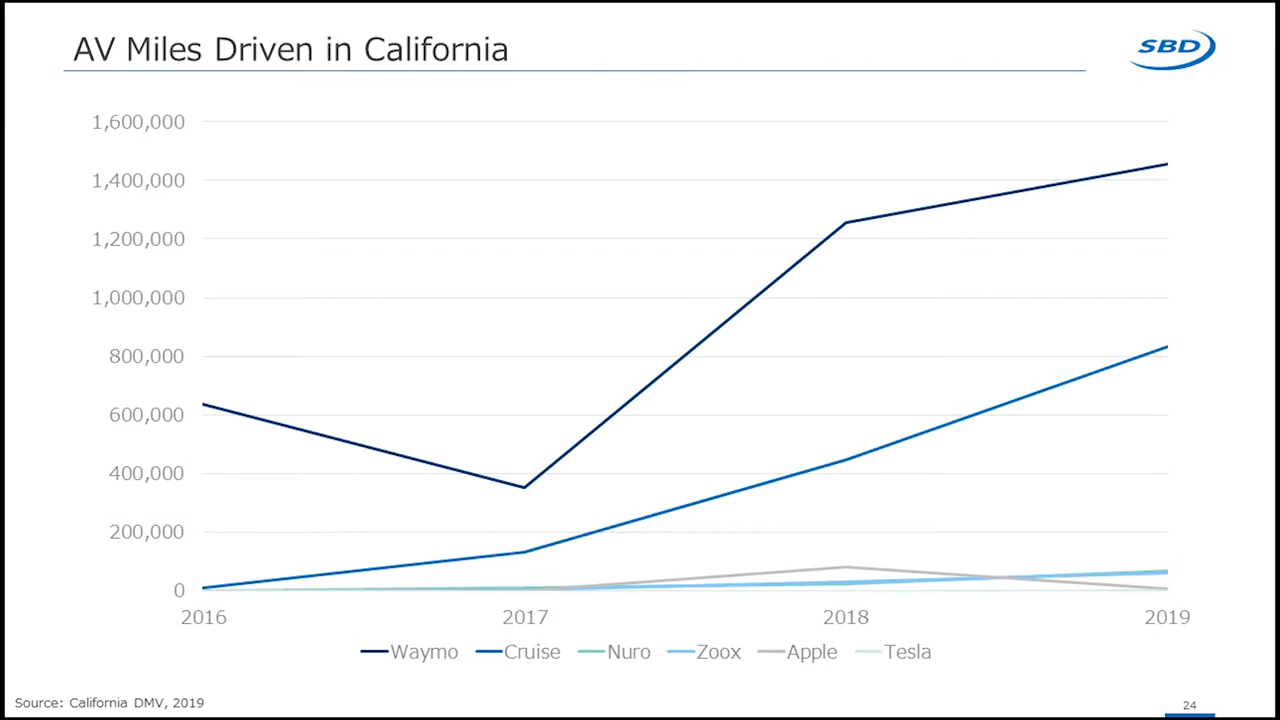 AV Miles Driven in California
SBD
1,600,000
1,400,000
1,200,000
1,000,000
800,000
600,000
400,000
200,000
0
2016 2017 2018 2019
Waymo Cruise Nuro Zoox Apple Tesla
Source: California DMV, 2019
24